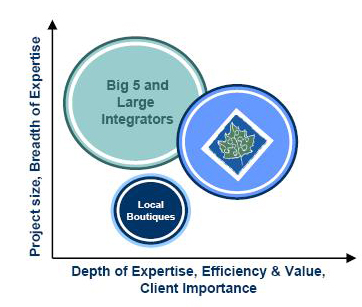 Project size, Breadth of Expertise
Big 5 and
Large
Integrators
Local
Boutiques
Depth of Expertise, Efficiency & Value,
Client Importance